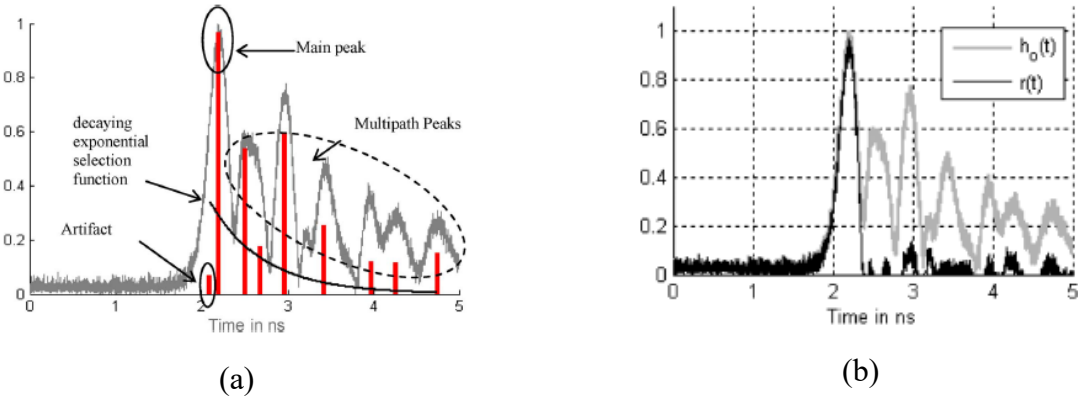 1
0.8
0.6
0.4
0.2
0
0
1
2
3
4
5
Time in ns
Main peak
Multipath Peaks
decaying
exponential
selection
function
Artifact
(a)
1
0.8
0.6
0.4
0.2
0
0
1
2
3
4
5
Time in ns
h_o(t)
r(t)
(b)